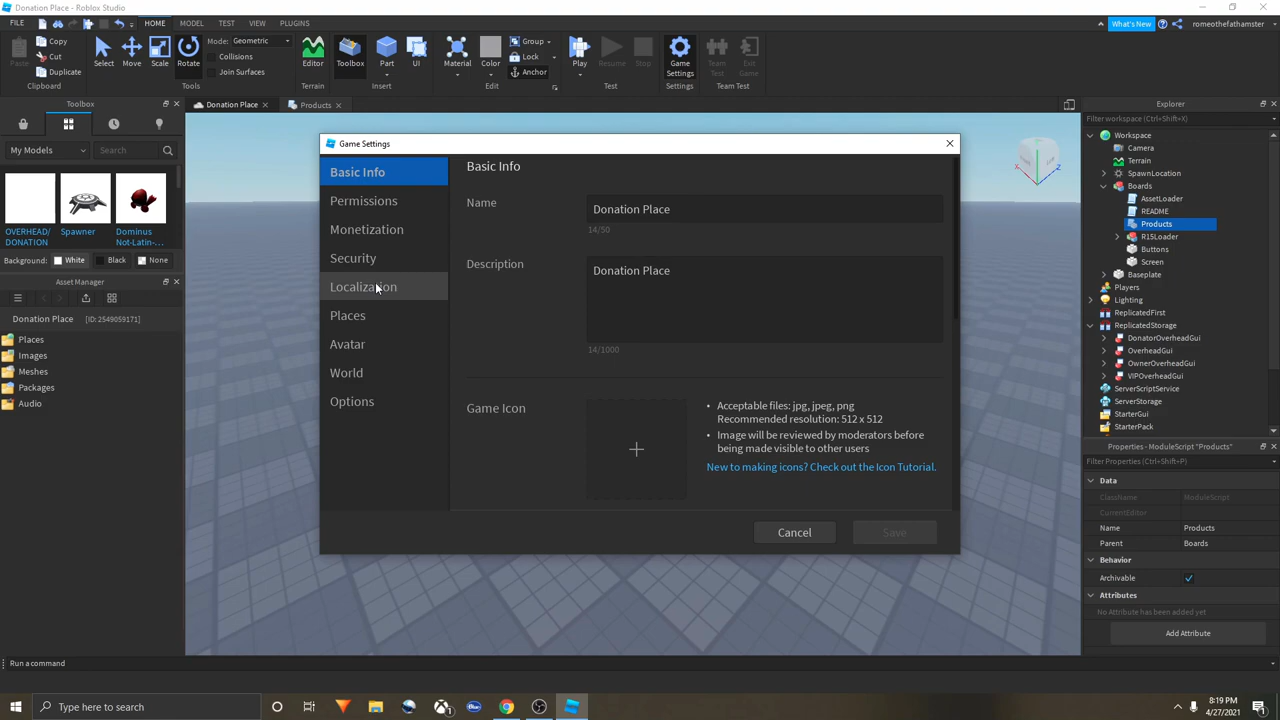 Donation Place - Roblox Studio
FILE HOME MODEL TEST VIEW PLUGINS What's New romeothefathamster
Paste Copy Cut Duplicate Clipboard
Select Move Scale Rotate Mode: Geometric Collisions Join Surfaces Tools
Editor Terrain
Toolbox Part UI Insert
Material Color Group Lock Anchor Edit
Play Resume Stop Test
Game Settings Settings
Team Test Exit Game Team Test
Toolbox
My Models Search
OVERHEAD/ DONATION
Spawner
Dominus Not-Latin-
Background: White Black None
Asset Manager
Donation Place [ID: 2549059171]
Places
Images
Meshes
Packages
Audio
Donation Place Products
Game Settings
Basic Info
Permissions
Monetization
Security
Localization
Places
Avatar
World
Options
Basic Info
Name Donation Place
14/50
Description Donation Place
14/1000
Game Icon
• Acceptable files: jpg, jpeg, png
Recommended resolution: 512 x 512
• Image will be reviewed by moderators before
being made visible to other users
New to making icons? Check out the Icon Tutorial.
Cancel Save
Explorer
Filter workspace (Ctrl+Shift+X)
Workspace
Camera
Terrain
SpawnLocation
Boards
AssetLoader
README
Products
R15Loader
Buttons
Screen
Baseplate
Players
Lighting
ReplicatedFirst
ReplicatedStorage
DonatorOverheadGui
OverheadGui
OwnerOverheadGui
VIPOverheadGui
ServerScriptService
ServerStorage
StarterGui
StarterPack
Properties - ModuleScript "Products"
Filter Properties (Ctrl+Shift+P)
Data
ClassName ModuleScript
CurrentEditor
Name Products
Parent Boards
Behavior
Archivable
Attributes
No Attribute has been added yet
Add Attribute
Run a command
Type here to search
8:19 PM
4/27/2021